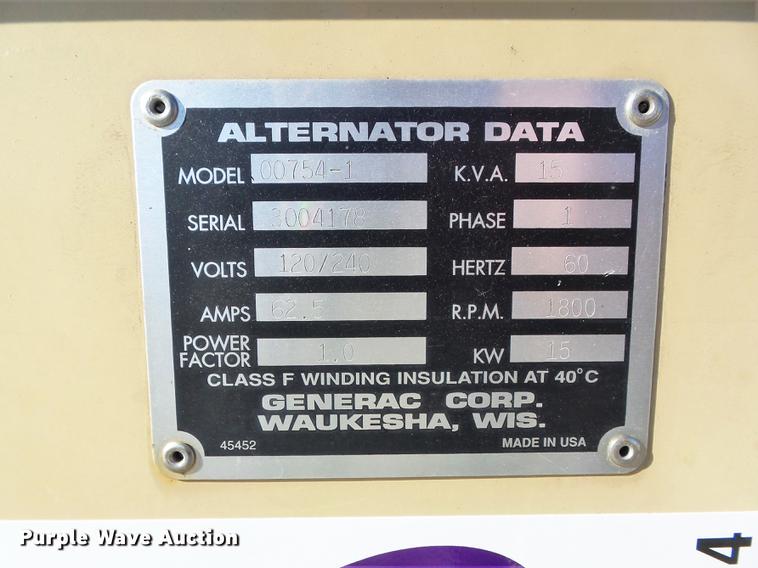 ALTERNATOR DATA
MODEL 00754-1 K.V.A. 15
SERIAL 3004178 PHASE 1
VOLTS 120/240 HERTZ 60
AMPS 62.5 R.P.M. 1800
POWER FACTOR 1.0 KW 15
CLASS F WINDING INSULATION AT 40°C
GENERAC CORP.
WAUKESHA, WIS.
45452 MADE IN USA
Purple Wave Auction
4